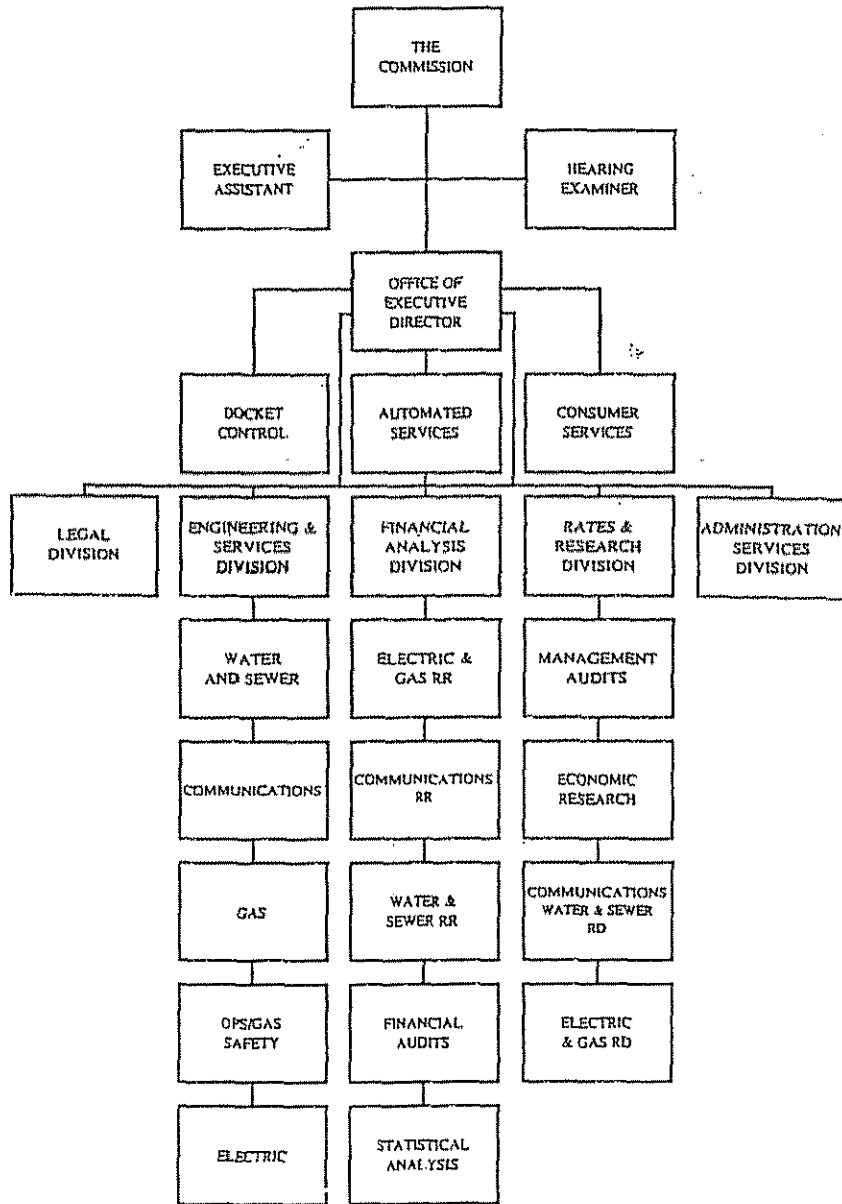 THE
COMMISSION
EXECUTIVE
ASSISTANT
HEARING
EXAMINER
OFFICE OF
EXECUTIVE
DIRECTOR
DOCKET
CONTROL
AUTOMATED
SERVICES
CONSUMER
SERVICES
LEGAL
DIVISION
ENGINEERING &
SERVICES
DIVISION
FINANCIAL
ANALYSIS
DIVISION
RATES &
RESEARCH
DIVISION
ADMINISTRATION
SERVICES
DIVISION
WATER
AND SEWER
ELECTRIC &
GAS RR
MANAGEMENT
AUDITS
COMMUNICATIONS
COMMUNICATIONS
RR
ECONOMIC
RESEARCH
GAS
WATER &
SEWER RR
COMMUNICATIONS
WATER & SEWER
RD
OPS/GAS
SAFETY
FINANCIAL
AUDITS
ELECTRIC
& GAS RD
ELECTRIC
STATISTICAL
ANALYSIS